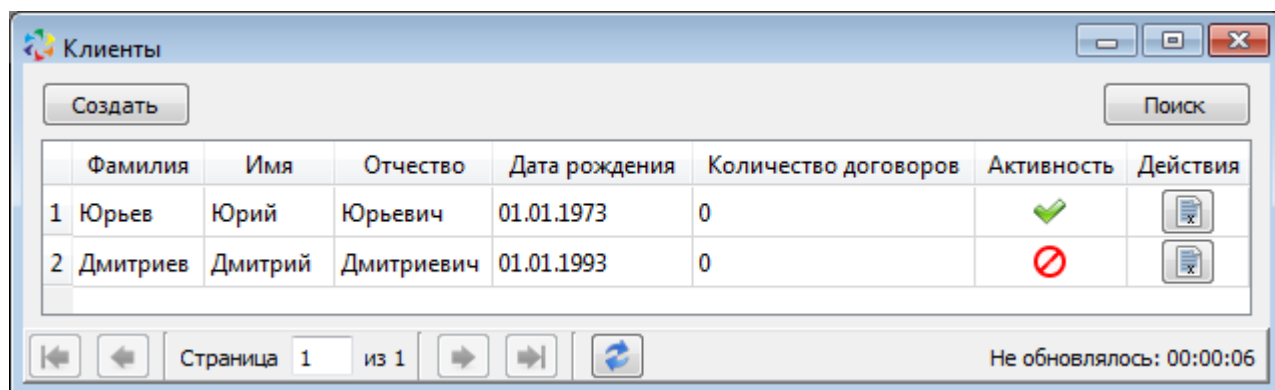 Клиенты
Создать Поиск
Фамилия Имя Отчество Дата рождения Количество договоров Активность Действия
1 Юрьев Юрий Юрьевич 01.01.1973 0
2 Дмитриев Дмитрий Дмитриевич 01.01.1993 0
Страница 1 из 1 Не обновлялось: 00:00:06